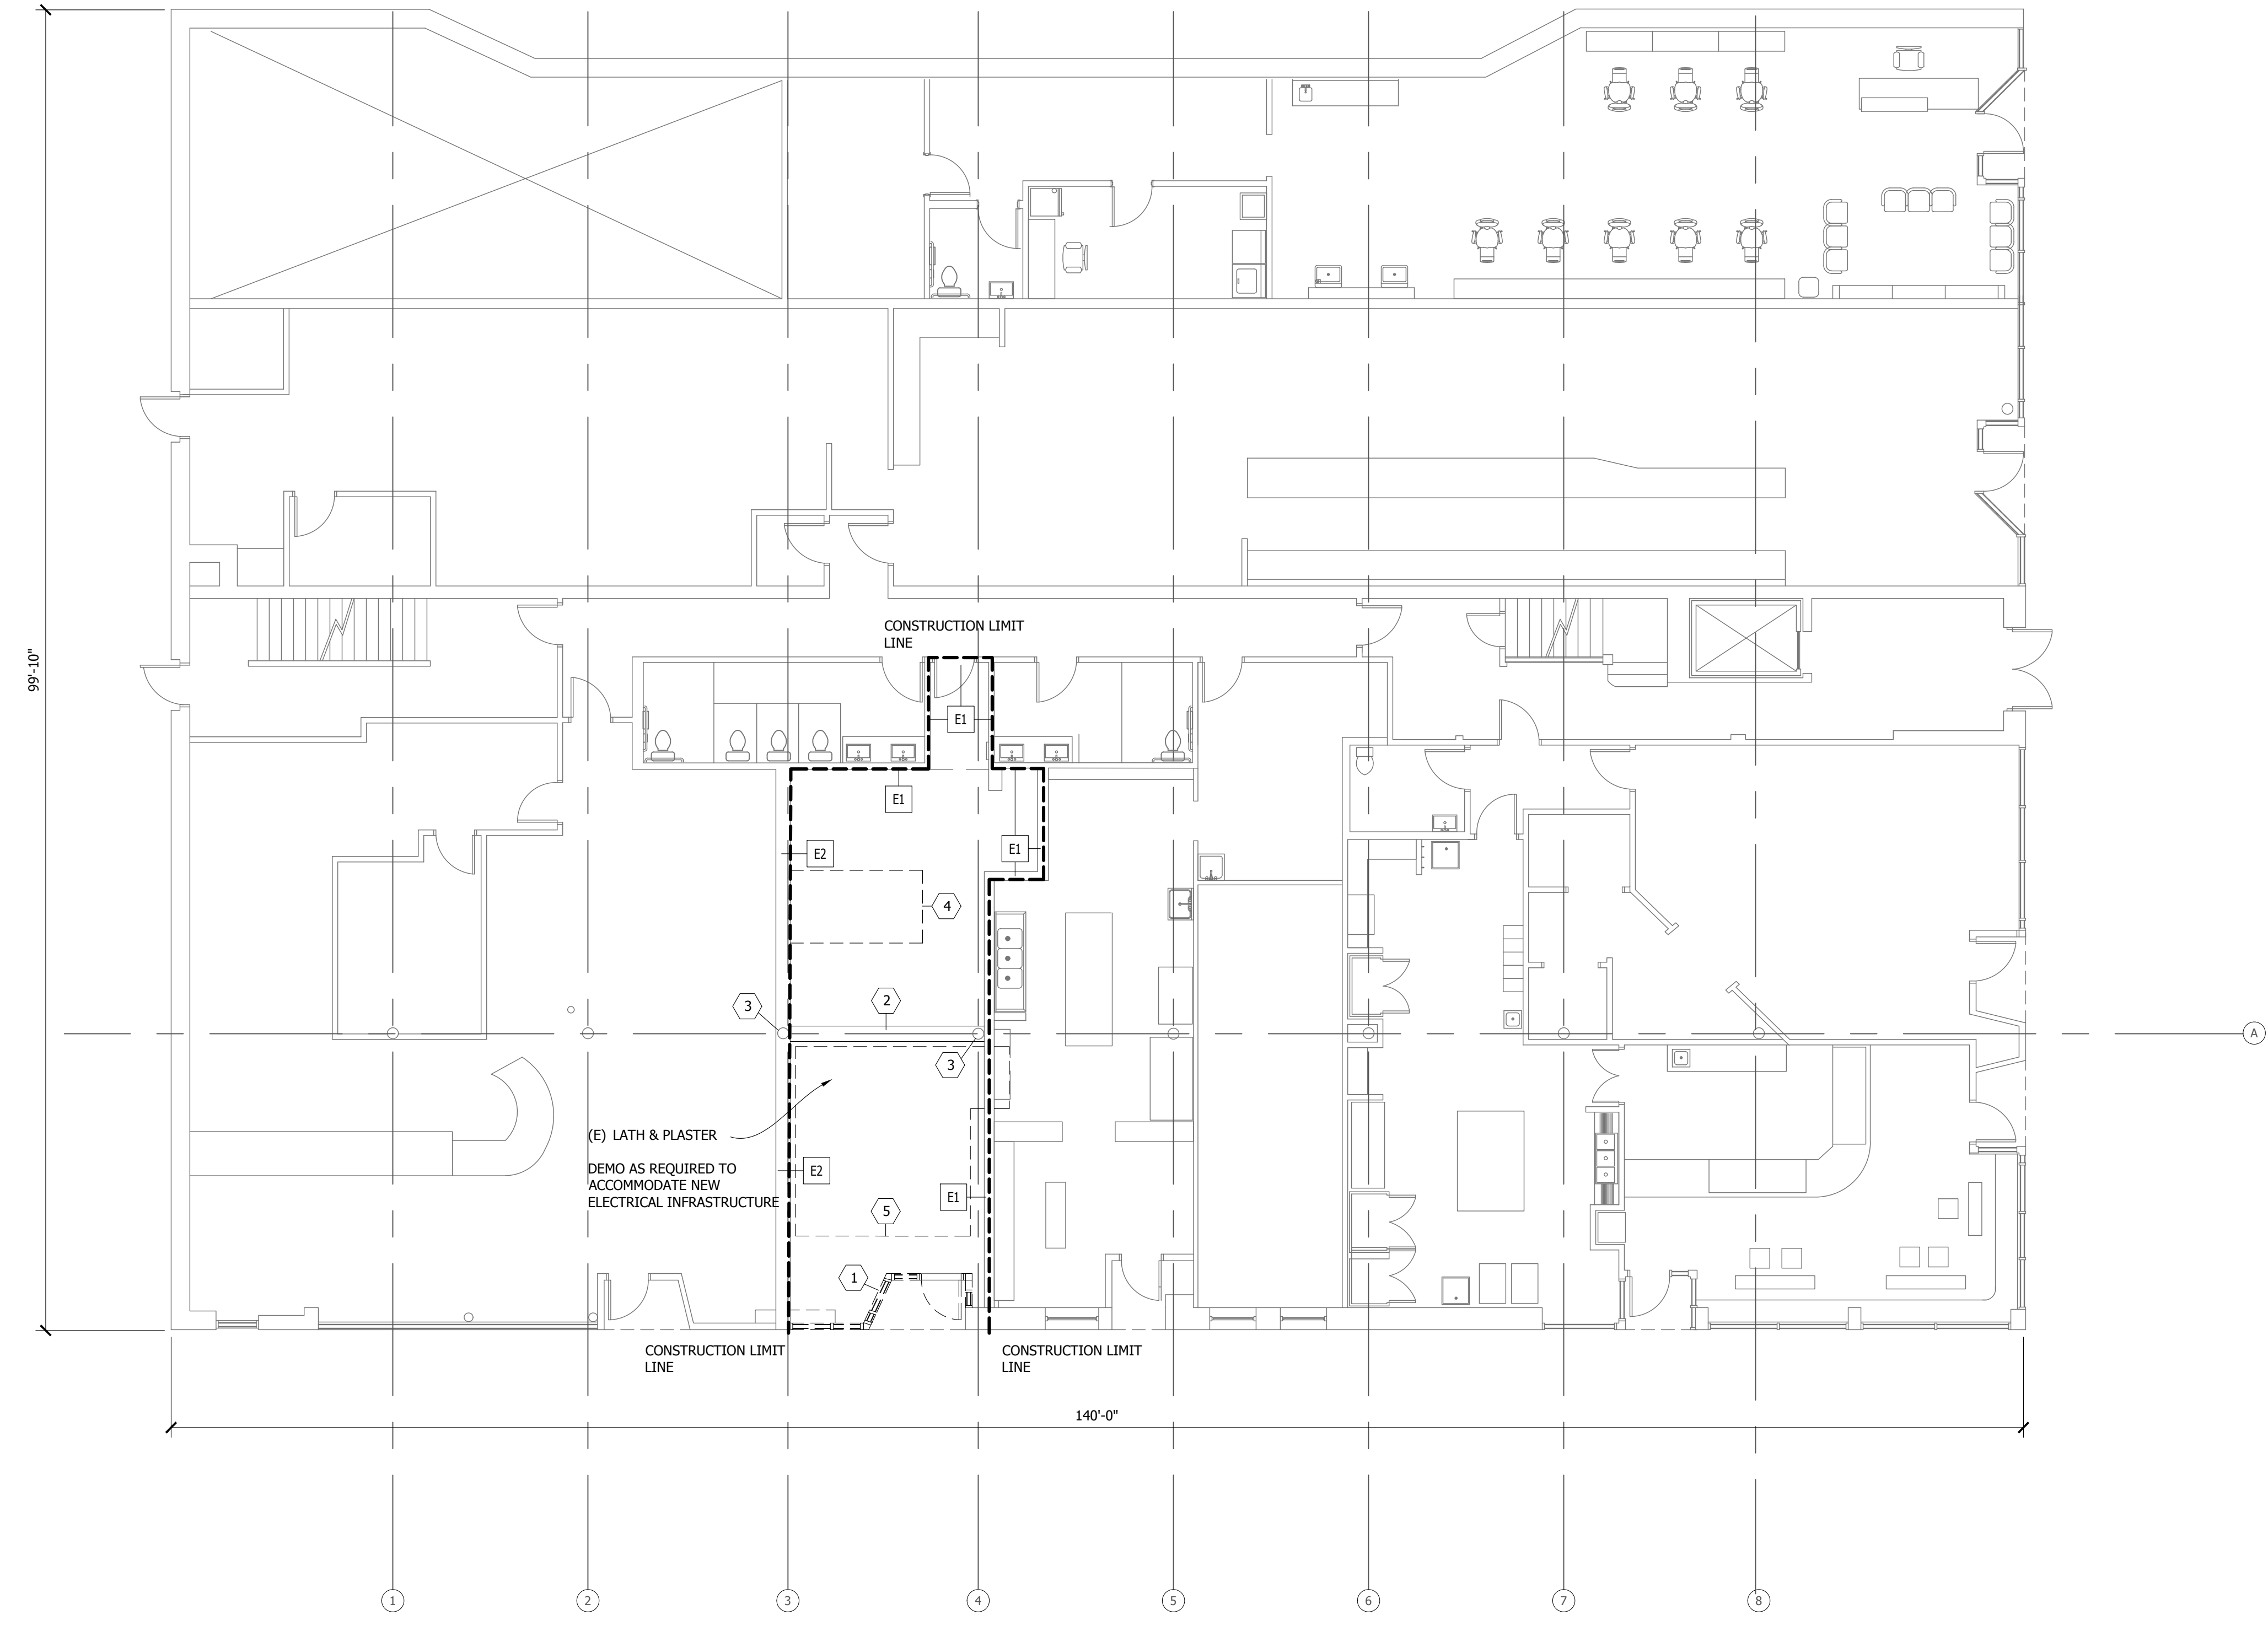 99'-10"
CONSTRUCTION LIMIT
LINE
E1
E1
E1
E2
4
3
2
A
3
(E) LATH & PLASTER
DEMO AS REQUIRED TO
ACCOMMODATE NEW
ELECTRICAL INFRASTRUCTURE
E2
E1
5
1
CONSTRUCTION LIMIT
LINE
CONSTRUCTION LIMIT
LINE
140'-0"
1
2
3
4
5
6
7
8